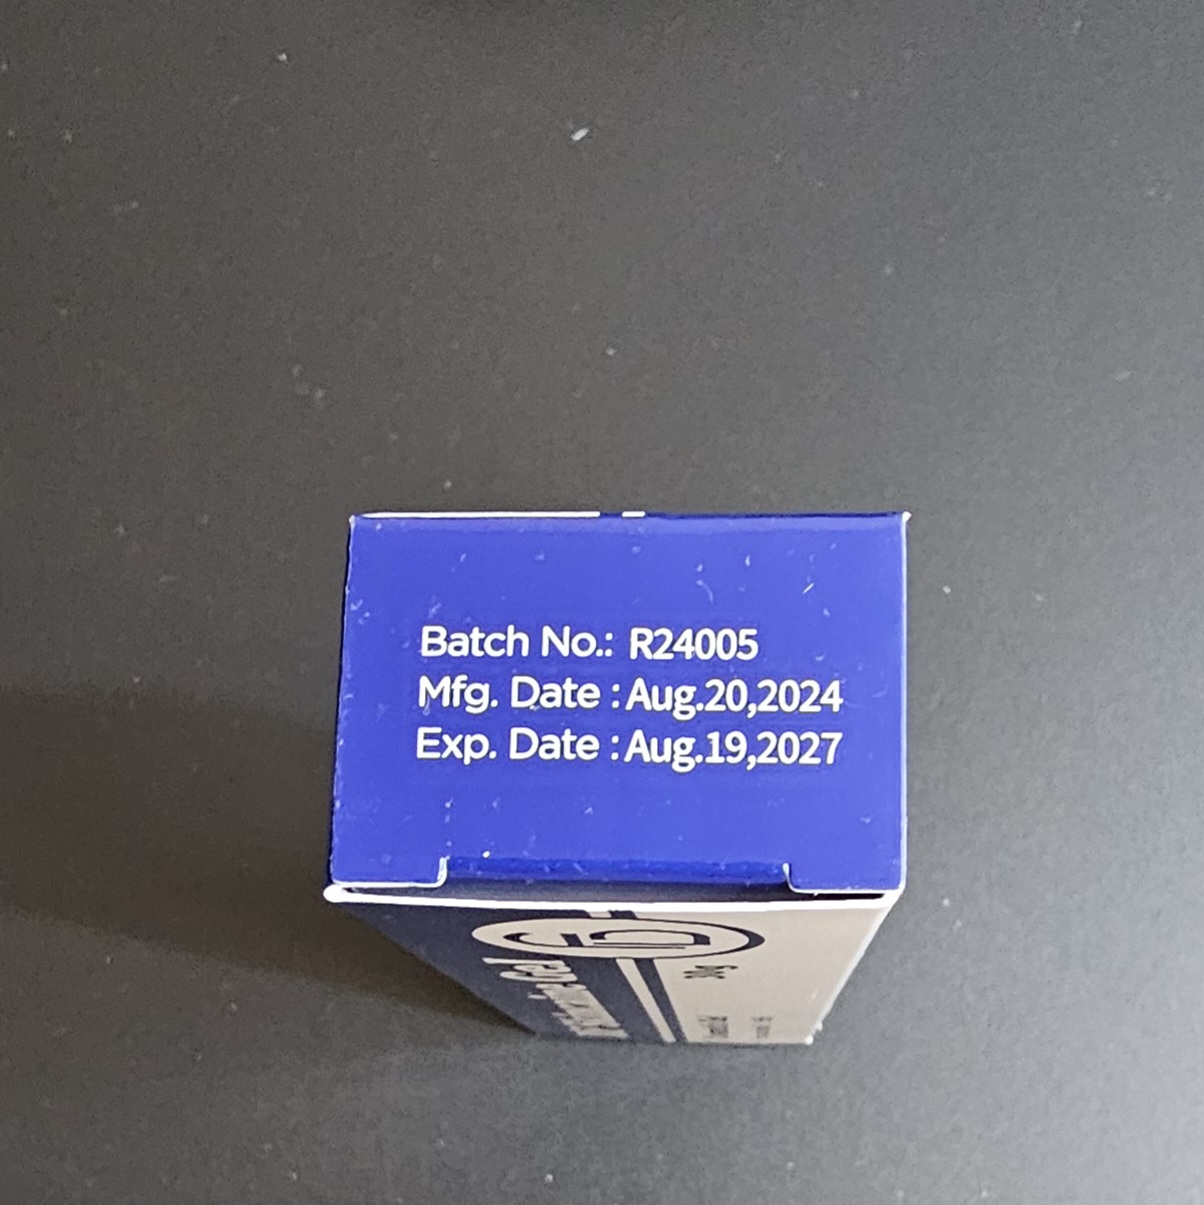 Batch No.: R24005
Mfg. Date : Aug.20,2024
Exp. Date : Aug.19,2027